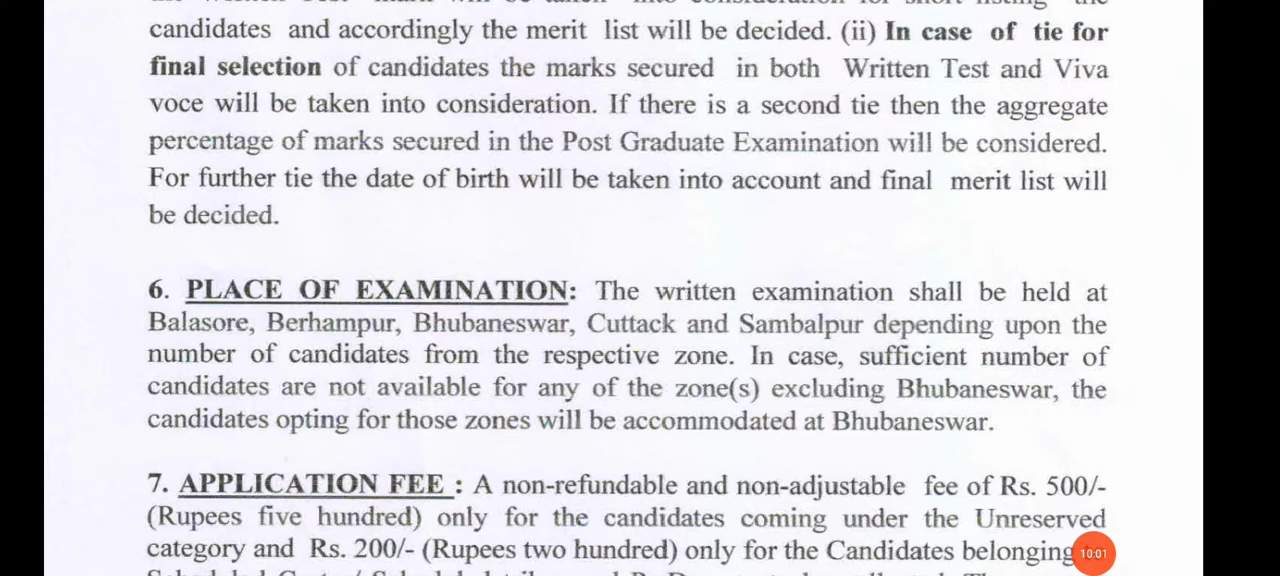 candidates and accordingly the merit list will be decided. (ii) In case of tie for
final selection of candidates the marks secured in both Written Test and Viva
voce will be taken into consideration. If there is a second tie then the aggregate
percentage of marks secured in the Post Graduate Examination will be considered.
For further tie the date of birth will be taken into account and final merit list will
be decided.
6. PLACE OF EXAMINATION: The written examination shall be held at
Balasore, Berhampur, Bhubaneswar, Cuttack and Sambalpur depending upon the
number of candidates from the respective zone. In case, sufficient number of
candidates are not available for any of the zone(s) excluding Bhubaneswar, the
candidates opting for those zones will be accommodated at Bhubaneswar.
7. APPLICATION FEE : A non-refundable and non-adjustable fee of Rs. 500/-
(Rupees five hundred) only for the candidates coming under the Unreserved
category and Rs. 200/- (Rupees two hundred) only for the Candidates belonging
10:01